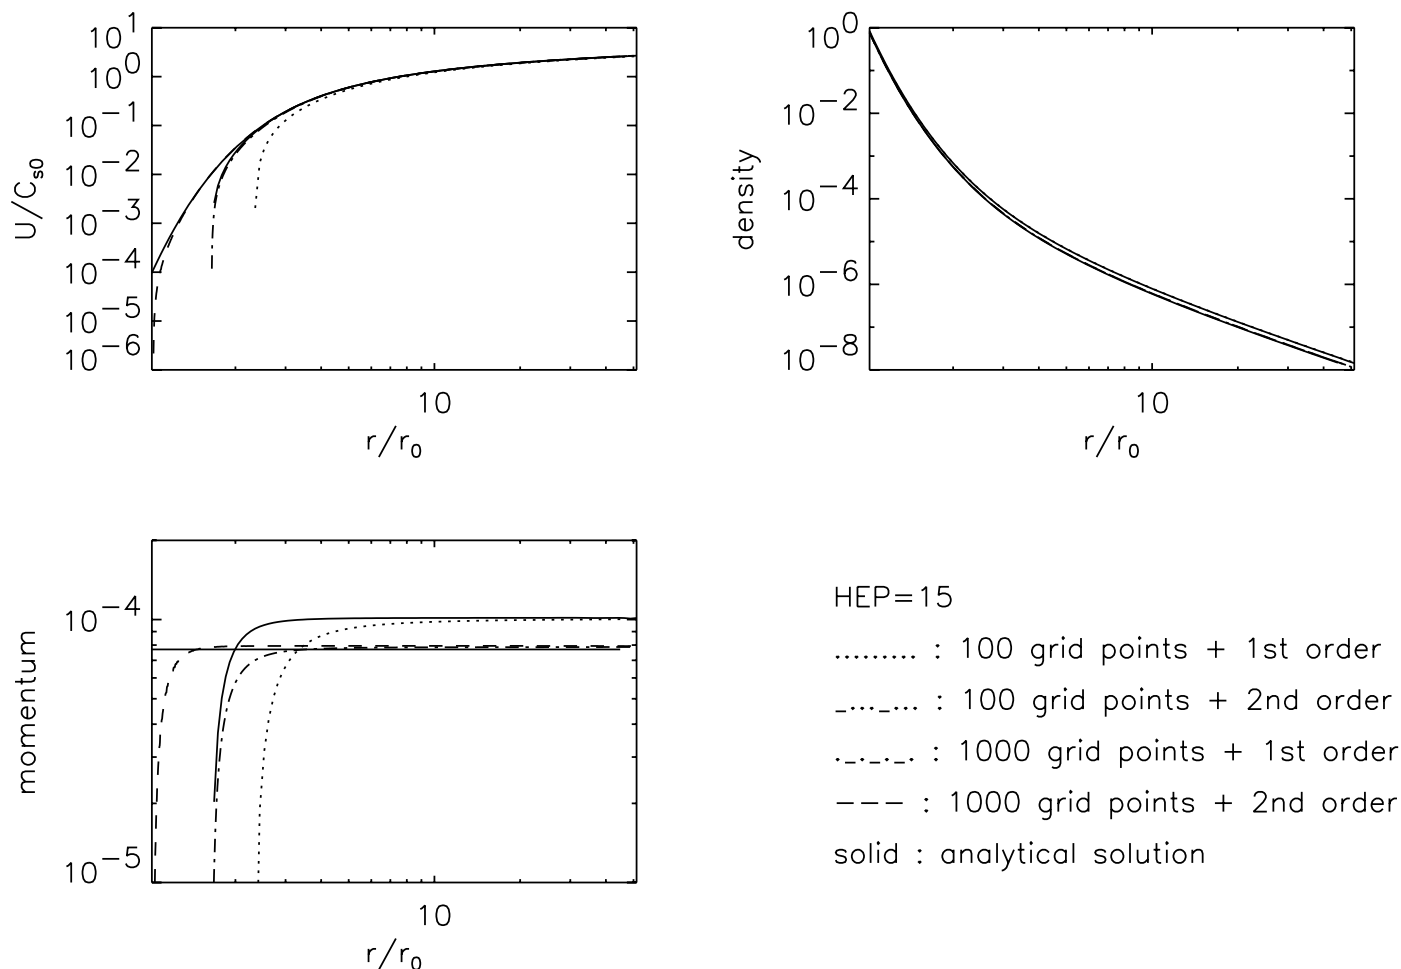 10^1
10^0
10^−1
10^−2
10^−3
10^−4
10^−5
10^−6
U/C_s0
10
r/r_0
10^0
10^−2
10^−4
10^−6
10^−8
density
10
r/r_0
10^−4
10^−5
momentum
10
r/r_0
HEP=15
......... : 100 grid points + 1st order
_..._... : 100 grid points + 2nd order
._._._. : 1000 grid points + 1st order
−−− : 1000 grid points + 2nd order
solid : analytical solution